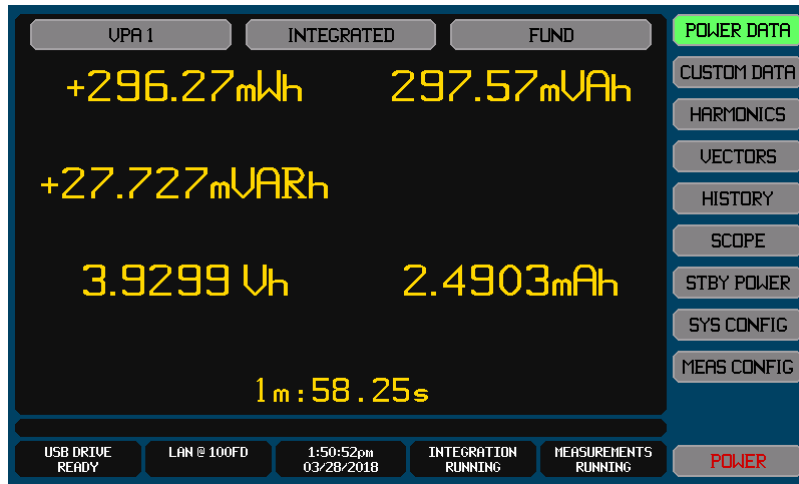 VPA 1 INTEGRATED FUND
+296.27mWh 297.57mVAh
+27.727mVARh
3.9299 Vh 2.4903mAh
1m:58.25s
USB DRIVE
READY
LAN @ 100FD
1:50:52pm
03/28/2018
INTEGRATION
RUNNING
MEASUREMENTS
RUNNING
POWER DATA
CUSTOM DATA
HARMONICS
VECTORS
HISTORY
SCOPE
STBY POWER
SYS CONFIG
MEAS CONFIG
POWER